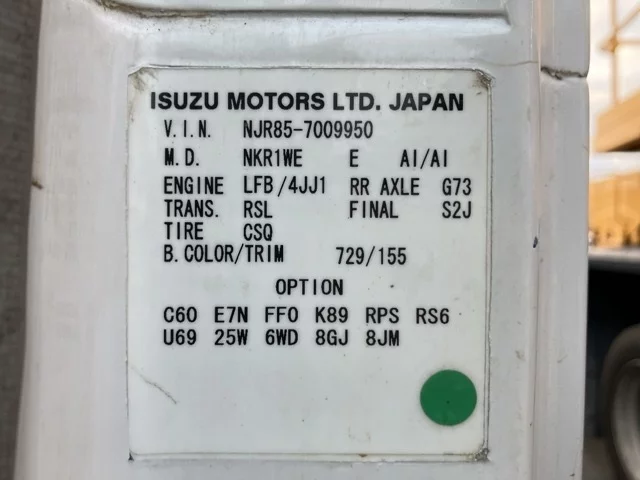 ISUZU MOTORS LTD. JAPAN
V.I.N. NJR85-7009950
M.D. NKR1WE E AI/AI
ENGINE LFB/4JJ1 RR AXLE G73
TRANS. RSL FINAL S2J
TIRE CSQ
B.COLOR/TRIM 729/155
OPTION
C60 E7N FF0 K89 RPS RS6
U69 25W 6WD 8GJ 8JM